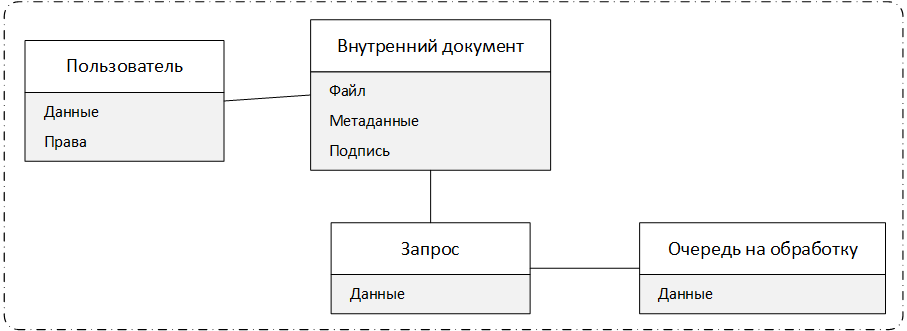 Пользователь
Данные
Права
Внутренний документ
Файл
Метаданные
Подпись
Запрос
Данные
Очередь на обработку
Данные